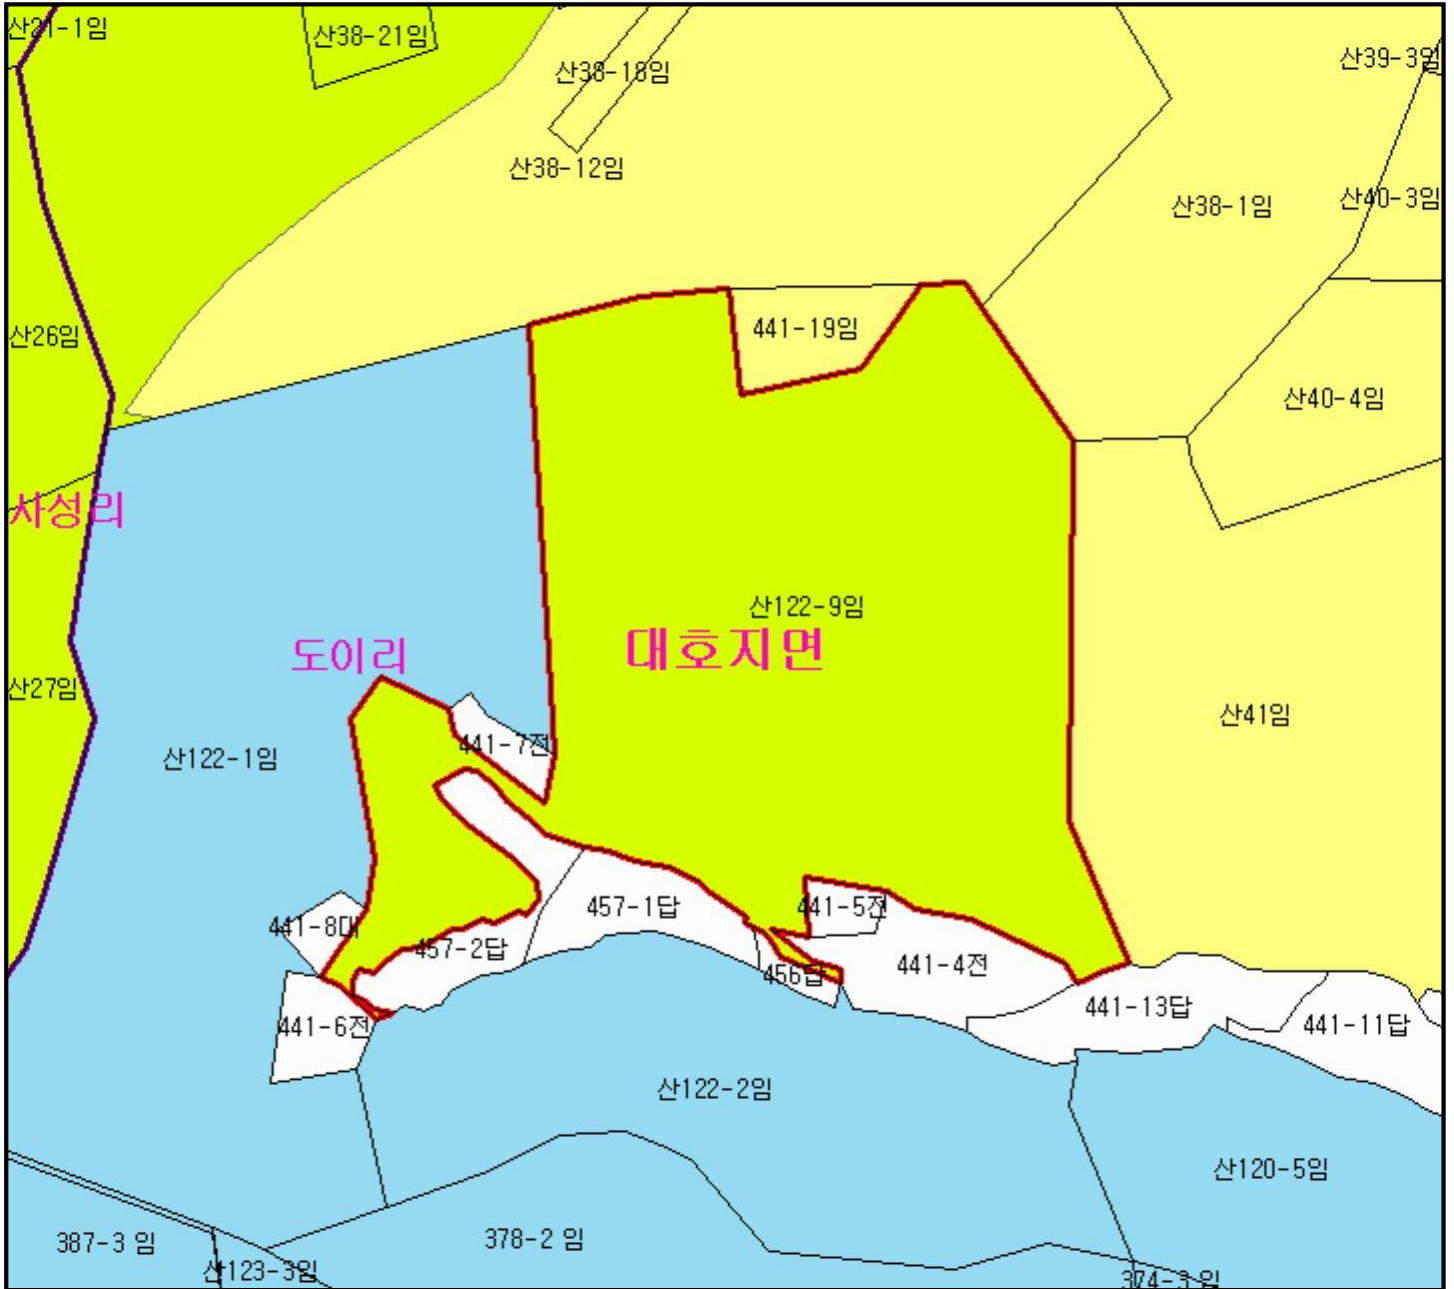 산21-1임
산38-21임
산38-18임
산39-3임
산38-12임
산38-1임
산40-3임
산26임
441-19임
산40-4임
사성리
산122-9임
도이리
대호지면
산27임
산41임
441-7전
산122-1임
457-1답
441-5전
441-8대
457-2답
441-4전
456답
441-13답
441-6전
441-11답
산122-2임
산120-5임
387-3 임
378-2 임
산123-3임
374-3 임